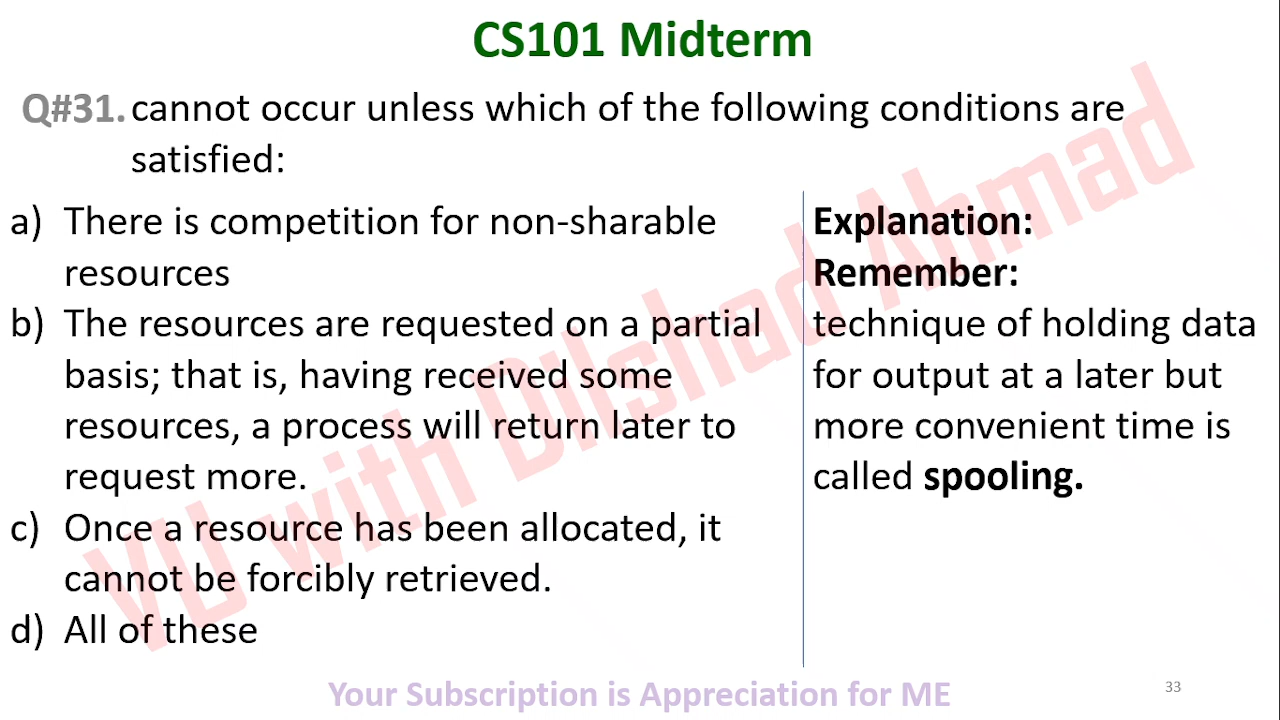 CS101 Midterm
Q#31. cannot occur unless which of the following conditions are
satisfied:
a) There is competition for non-sharable
resources
b) The resources are requested on a partial
basis; that is, having received some
resources, a process will return later to
request more.
c) Once a resource has been allocated, it
cannot be forcibly retrieved.
d) All of these
Explanation:
Remember:
technique of holding data
for output at a later but
more convenient time is
called spooling.
VU with Dilshad Ahmad
Your Subscription is Appreciation for ME
33